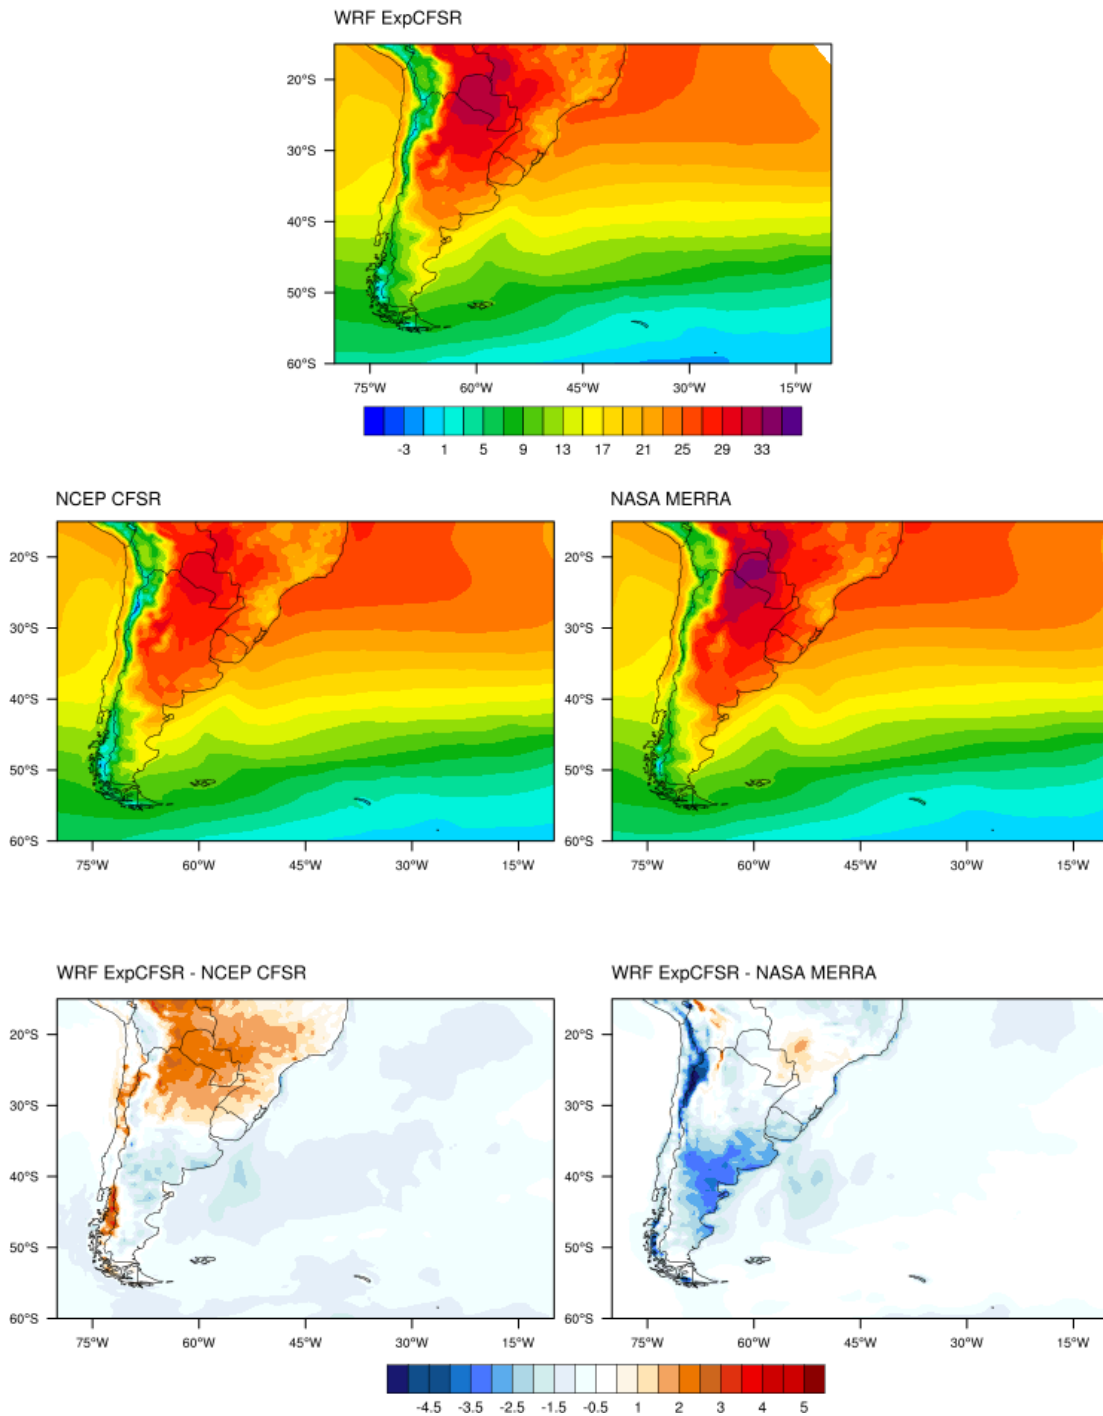 WRF ExpCFSR
20°S
30°S
40°S
50°S
60°S
75°W 60°W 45°W 30°W 15°W
-3 1 5 9 13 17 21 25 29 33
NCEP CFSR
20°S
30°S
40°S
50°S
60°S
75°W 60°W 45°W 30°W 15°W
NASA MERRA
20°S
30°S
40°S
50°S
60°S
75°W 60°W 45°W 30°W 15°W
WRF ExpCFSR - NCEP CFSR
20°S
30°S
40°S
50°S
60°S
75°W 60°W 45°W 30°W 15°W
WRF ExpCFSR - NASA MERRA
20°S
30°S
40°S
50°S
60°S
75°W 60°W 45°W 30°W 15°W
-4.5 -3.5 -2.5 -1.5 -0.5 1 2 3 4 5